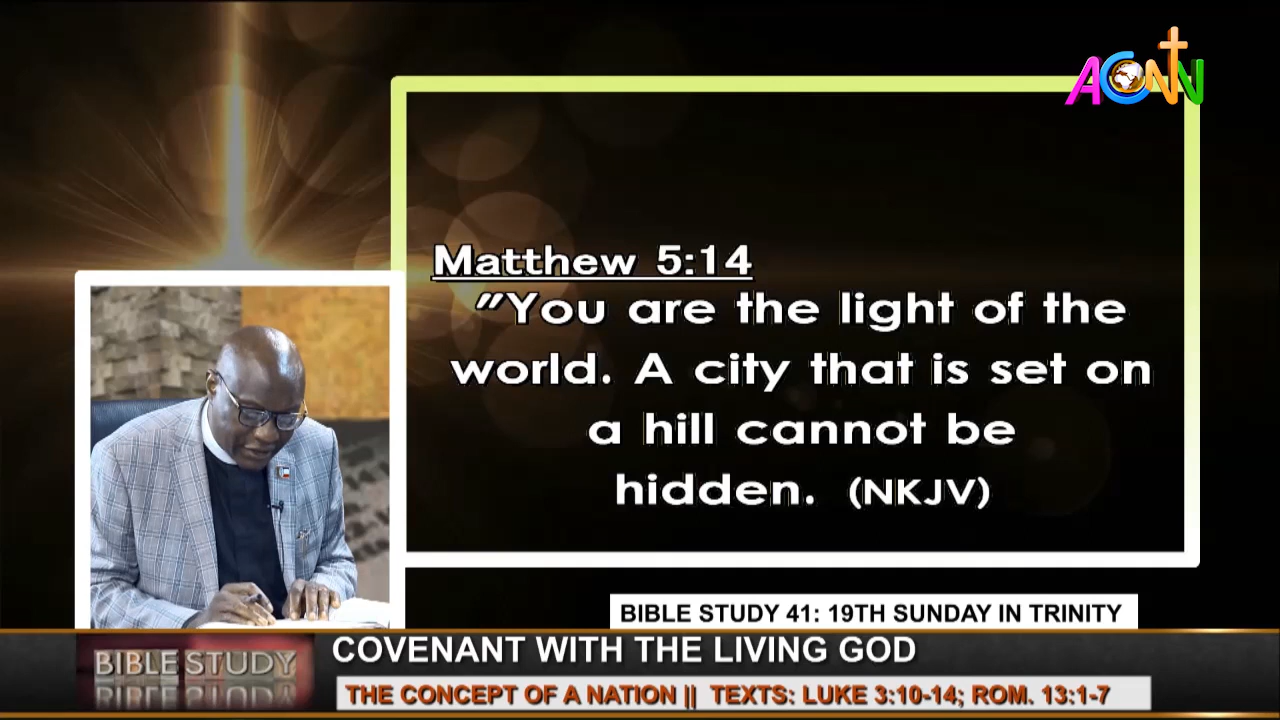 ACNN
Matthew 5:14
"You are the light of the
world. A city that is set on
a hill cannot be
hidden. (NKJV)
BIBLE STUDY 41: 19TH SUNDAY IN TRINITY
BIBLE STUDY
COVENANT WITH THE LIVING GOD
THE CONCEPT OF A NATION || TEXTS: LUKE 3:10-14; ROM. 13:1-7